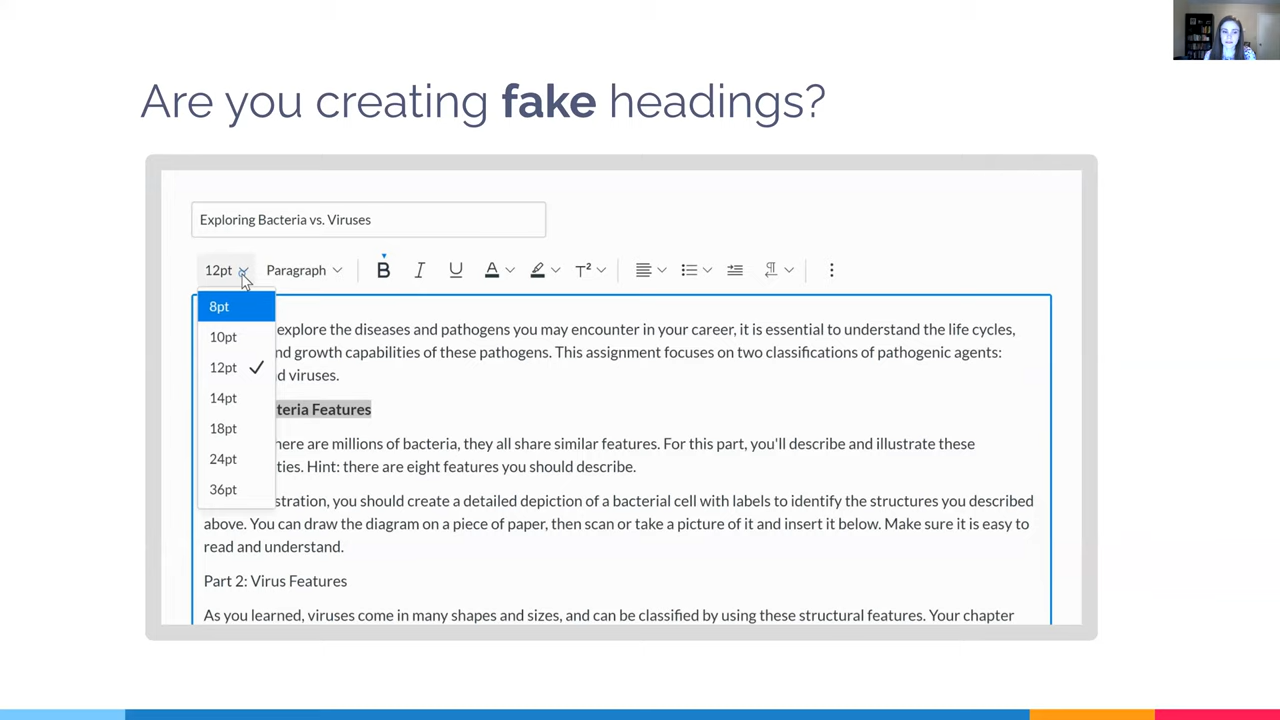 Are you creating fake headings?
Exploring Bacteria vs. Viruses
12pt Paragraph B I U A T²
8pt
10pt
12pt
14pt
18pt
24pt
36pt
explore the diseases and pathogens you may encounter in your career, it is essential to understand the life cycles,
nd growth capabilities of these pathogens. This assignment focuses on two classifications of pathogenic agents:
d viruses.
teria Features
here are millions of bacteria, they all share similar features. For this part, you'll describe and illustrate these
ties. Hint: there are eight features you should describe.
stration, you should create a detailed depiction of a bacterial cell with labels to identify the structures you described
above. You can draw the diagram on a piece of paper, then scan or take a picture of it and insert it below. Make sure it is easy to
read and understand.
Part 2: Virus Features
As you learned, viruses come in many shapes and sizes, and can be classified by using these structural features. Your chapter